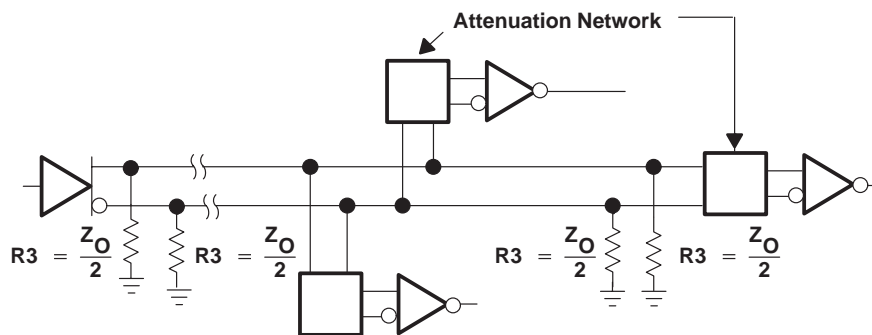 Attenuation Network
R3 = Z_O/2
R3 = Z_O/2
R3 = Z_O/2
R3 = Z_O/2